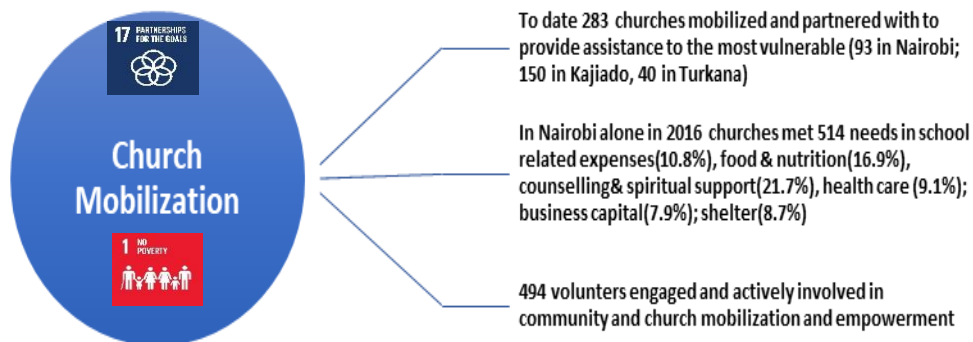 17 PARTNERSHIPS
FOR THE GOALS
Church
Mobilization
1 NO
POVERTY
To date 283 churches mobilized and partnered with to
provide assistance to the most vulnerable (93 in Nairobi;
150 in Kajiado, 40 in Turkana)
In Nairobi alone in 2016 churches met 514 needs in school
related expenses(10.8%), food & nutrition(16.9%),
counselling& spiritual support(21.7%), health care (9.1%);
business capital(7.9%); shelter(8.7%)
494 volunters engaged and actively involved in
community and church mobilization and empowerment